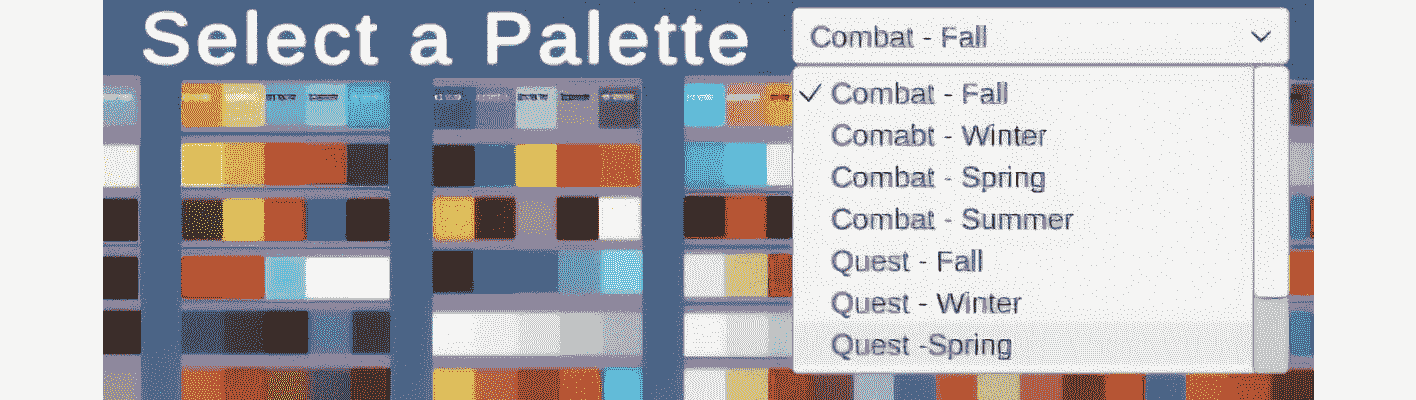 Select a Palette
Combat - Fall
Combat - Fall
Comabt - Winter
Combat - Spring
Combat - Summer
Quest - Fall
Quest - Winter
Quest -Spring